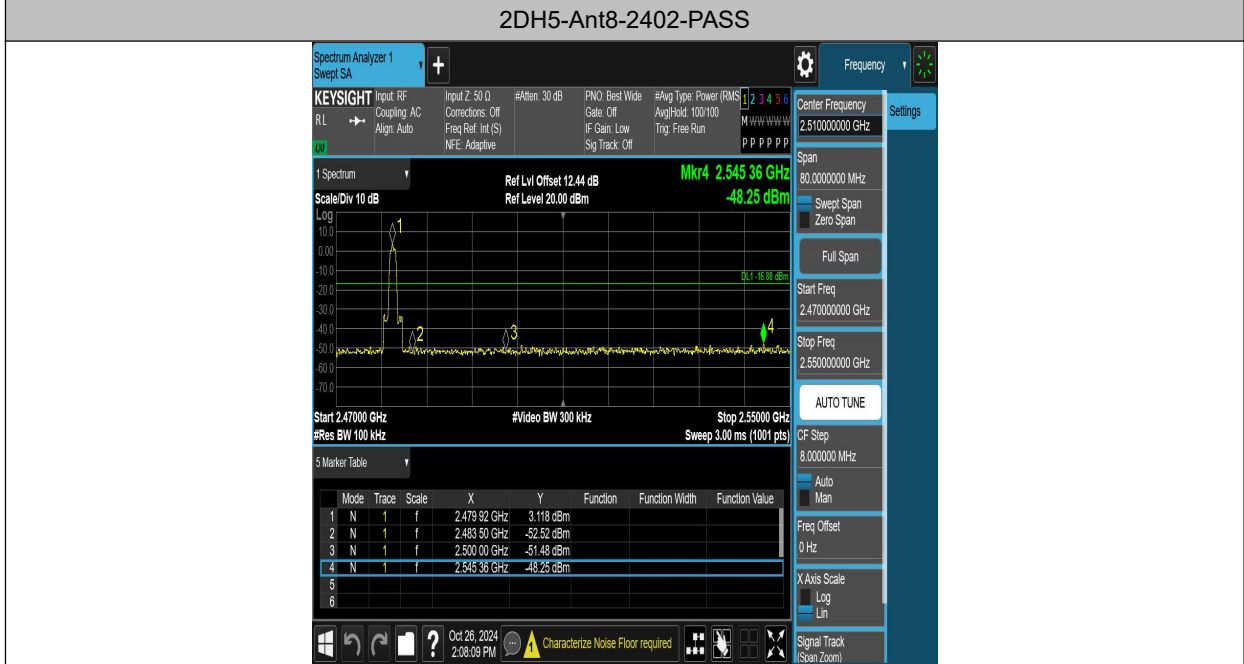 2DH5-Ant8-2402-PASS
Spectrum Analyzer 1
Swept SA
+
Frequency
KEYSIGHT
RL
LXI
Input: RF
Coupling: AC
Align: Auto
Input Z: 50 Ω
Corrections: Off
Freq Ref: Int (S)
NFE: Adaptive
#Atten: 30 dB
PNO: Best Wide
Gate: Off
IF Gain: Low
Sig Track: Off
#Avg Type: Power (RMS
Avg|Hold: 100/100
Trig: Free Run
1 2 3 4 5 6
M W W W W W
P P P P P P
1 Spectrum
Scale/Div 10 dB
Ref Lvl Offset 12.44 dB
Ref Level 20.00 dBm
Mkr4 2.545 36 GHz
-48.25 dBm
Log
10.0
0.00
-10.0
-20.0
-30.0
-40.0
-50.0
-60.0
-70.0
1
2
3
4
DL1 -16.88 dBm
Start 2.47000 GHz
#Res BW 100 kHz
#Video BW 300 kHz
Stop 2.55000 GHz
Sweep 3.00 ms (1001 pts)
5 Marker Table
Mode Trace Scale X Y Function Function Width Function Value
1 N 1 f 2.479 92 GHz 3.118 dBm
2 N 1 f 2.483 50 GHz -52.52 dBm
3 N 1 f 2.500 00 GHz -51.48 dBm
4 N 1 f 2.545 36 GHz -48.25 dBm
5
6
?
Oct 26, 2024
2:08:09 PM
1
Characterize Noise Floor required
Settings
Center Frequency
2.510000000 GHz
Span
80.0000000 MHz
Swept Span
Zero Span
Full Span
Start Freq
2.470000000 GHz
Stop Freq
2.550000000 GHz
AUTO TUNE
CF Step
8.000000 MHz
Auto
Man
Freq Offset
0 Hz
X Axis Scale
Log
Lin
Signal Track
(Span Zoom)